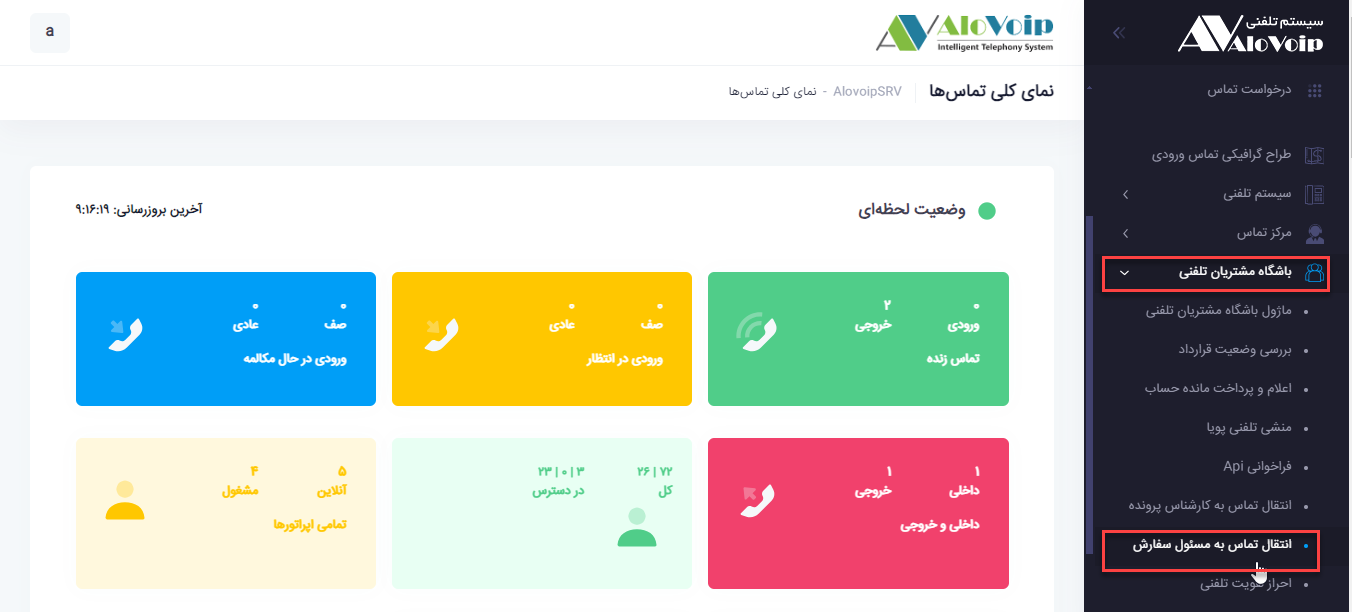 سیستم تلفنی
AloVoip
درخواست تماس
طراح گرافیکی تماس ورودی
سیستم تلفنی
مرکز تماس
باشگاه مشتریان تلفنی
ماژول باشگاه مشتریان تلفنی
بررسی وضعیت قرارداد
اعلام و پرداخت مانده حساب
منشی تلفنی پویا
فراخوانی Api
انتقال تماس به کارشناس پرونده
انتقال تماس به مسئول سفارش
احراز هویت تلفنی
AloVoip
Intelligent Telephony System
a
نمای کلی تماس‌ها
AlovoipSRV - نمای کلی تماس‌ها
وضعیت لحظه‌ای
آخرین بروزرسانی: ۹:۱۶:۱۹
۰ ۲
ورودی خروجی
تماس زنده
۰ ۰
صف عادی
ورودی در انتظار
۰ ۰
صف عادی
ورودی در حال مکالمه
۱ ۱
داخلی خروجی
داخلی و خروجی
۷۲ | ۲۶ ۳ | ۰ | ۲۳
کل در دسترس
۵ ۴
آنلاین مشغول
تمامی اپراتورها